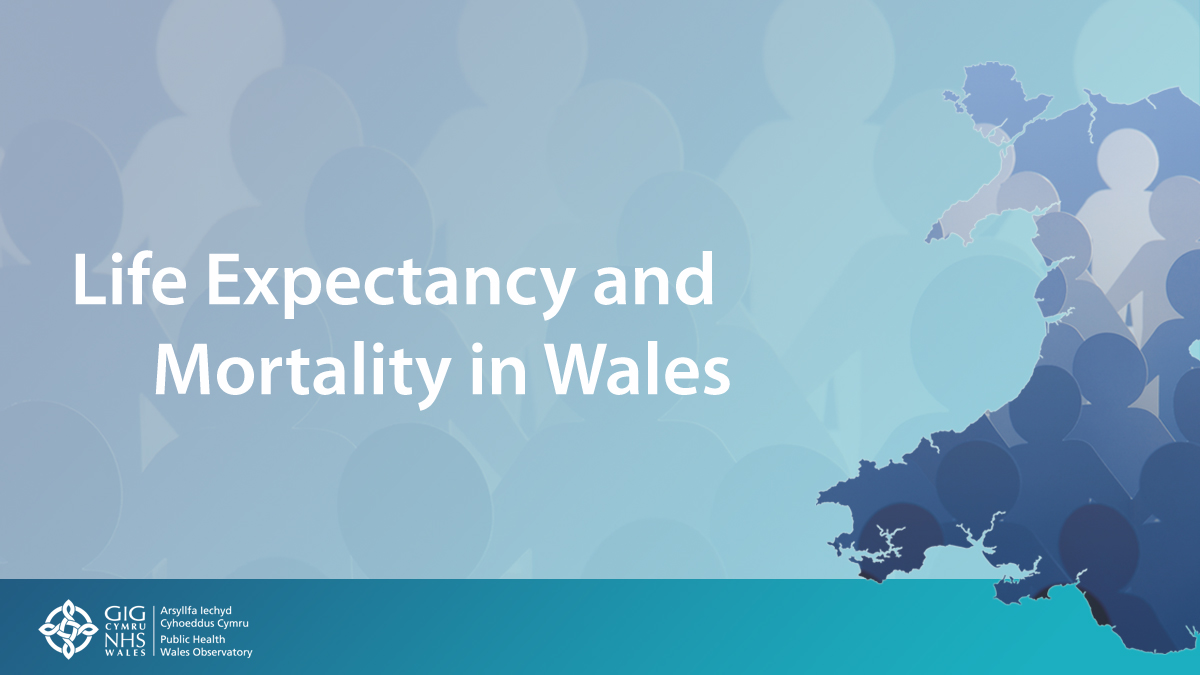 Life Expectancy and
Mortality in Wales
GIG
CYMRU
NHS
WALES
Arsyllfa Iechyd
Cyhoeddus Cymru
Public Health
Wales Observatory